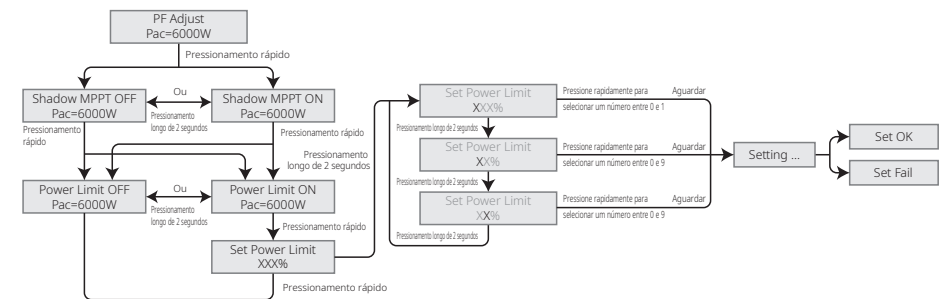 PF Adjust
Pac=6000W
Pressionamento rápido
Shadow MPPT OFF
Pac=6000W
Ou
Pressionamento
longo de 2 segundos
Shadow MPPT ON
Pac=6000W
Pressionamento
rápido
Pressionamento rápido
Pressionamento
longo de 2 segundos
Power Limit OFF
Pac=6000W
Ou
Pressionamento
longo de 2 segundos
Power Limit ON
Pac=6000W
Pressionamento rápido
Set Power Limit
XXX%
Pressionamento rápido
Set Power Limit
XXX%
Pressione rapidamente para
selecionar um número entre 0 e 1
Aguardar
Pressionamento longo de 2 segundos
Set Power Limit
XX%
Pressione rapidamente para
selecionar um número entre 0 e 9
Aguardar
Pressionamento longo de 2 segundos
Set Power Limit
XX%
Pressione rapidamente para
selecionar um número entre 0 e 9
Aguardar
Pressionamento longo de 2 segundos
Setting ...
Set OK
Set Fail